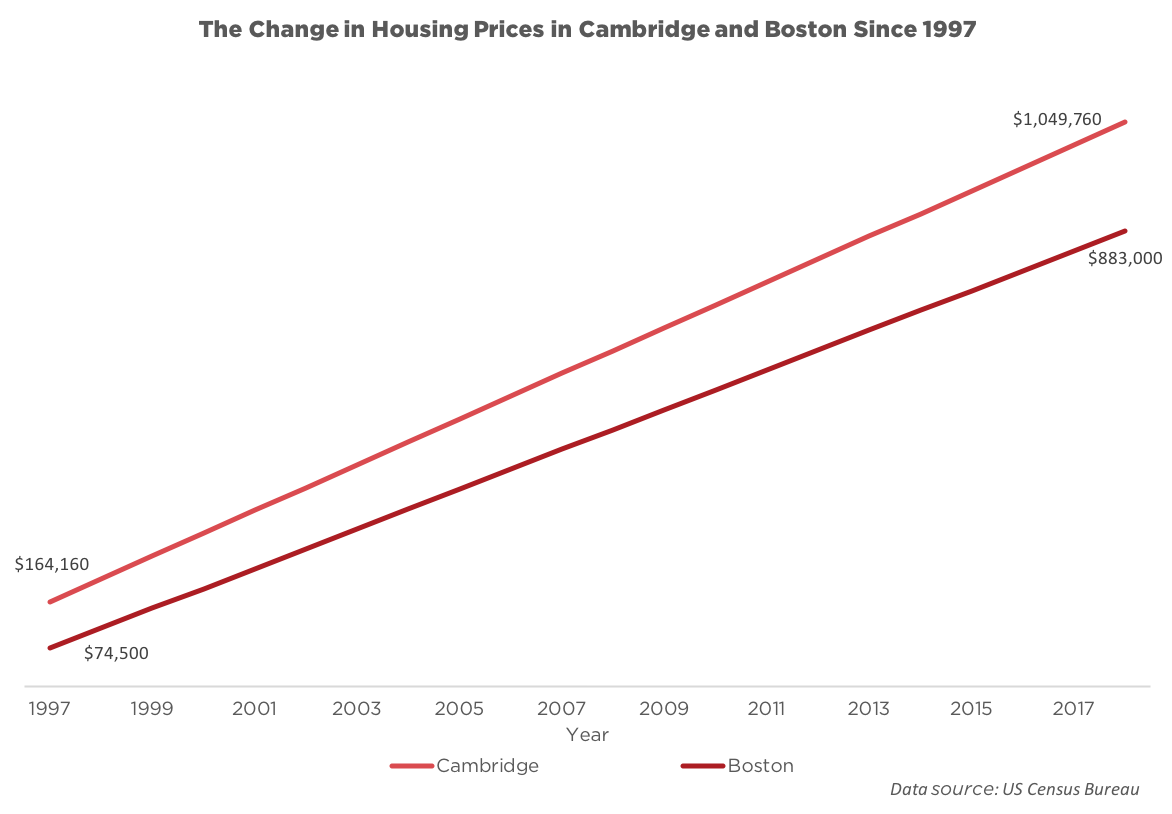 The Change in Housing Prices in Cambridge and Boston Since 1997
$1,049,760
$883,000
$164,160
$74,500
1997 1999 2001 2003 2005 2007 2009 2011 2013 2015 2017
Year
Cambridge Boston
Data source: US Census Bureau